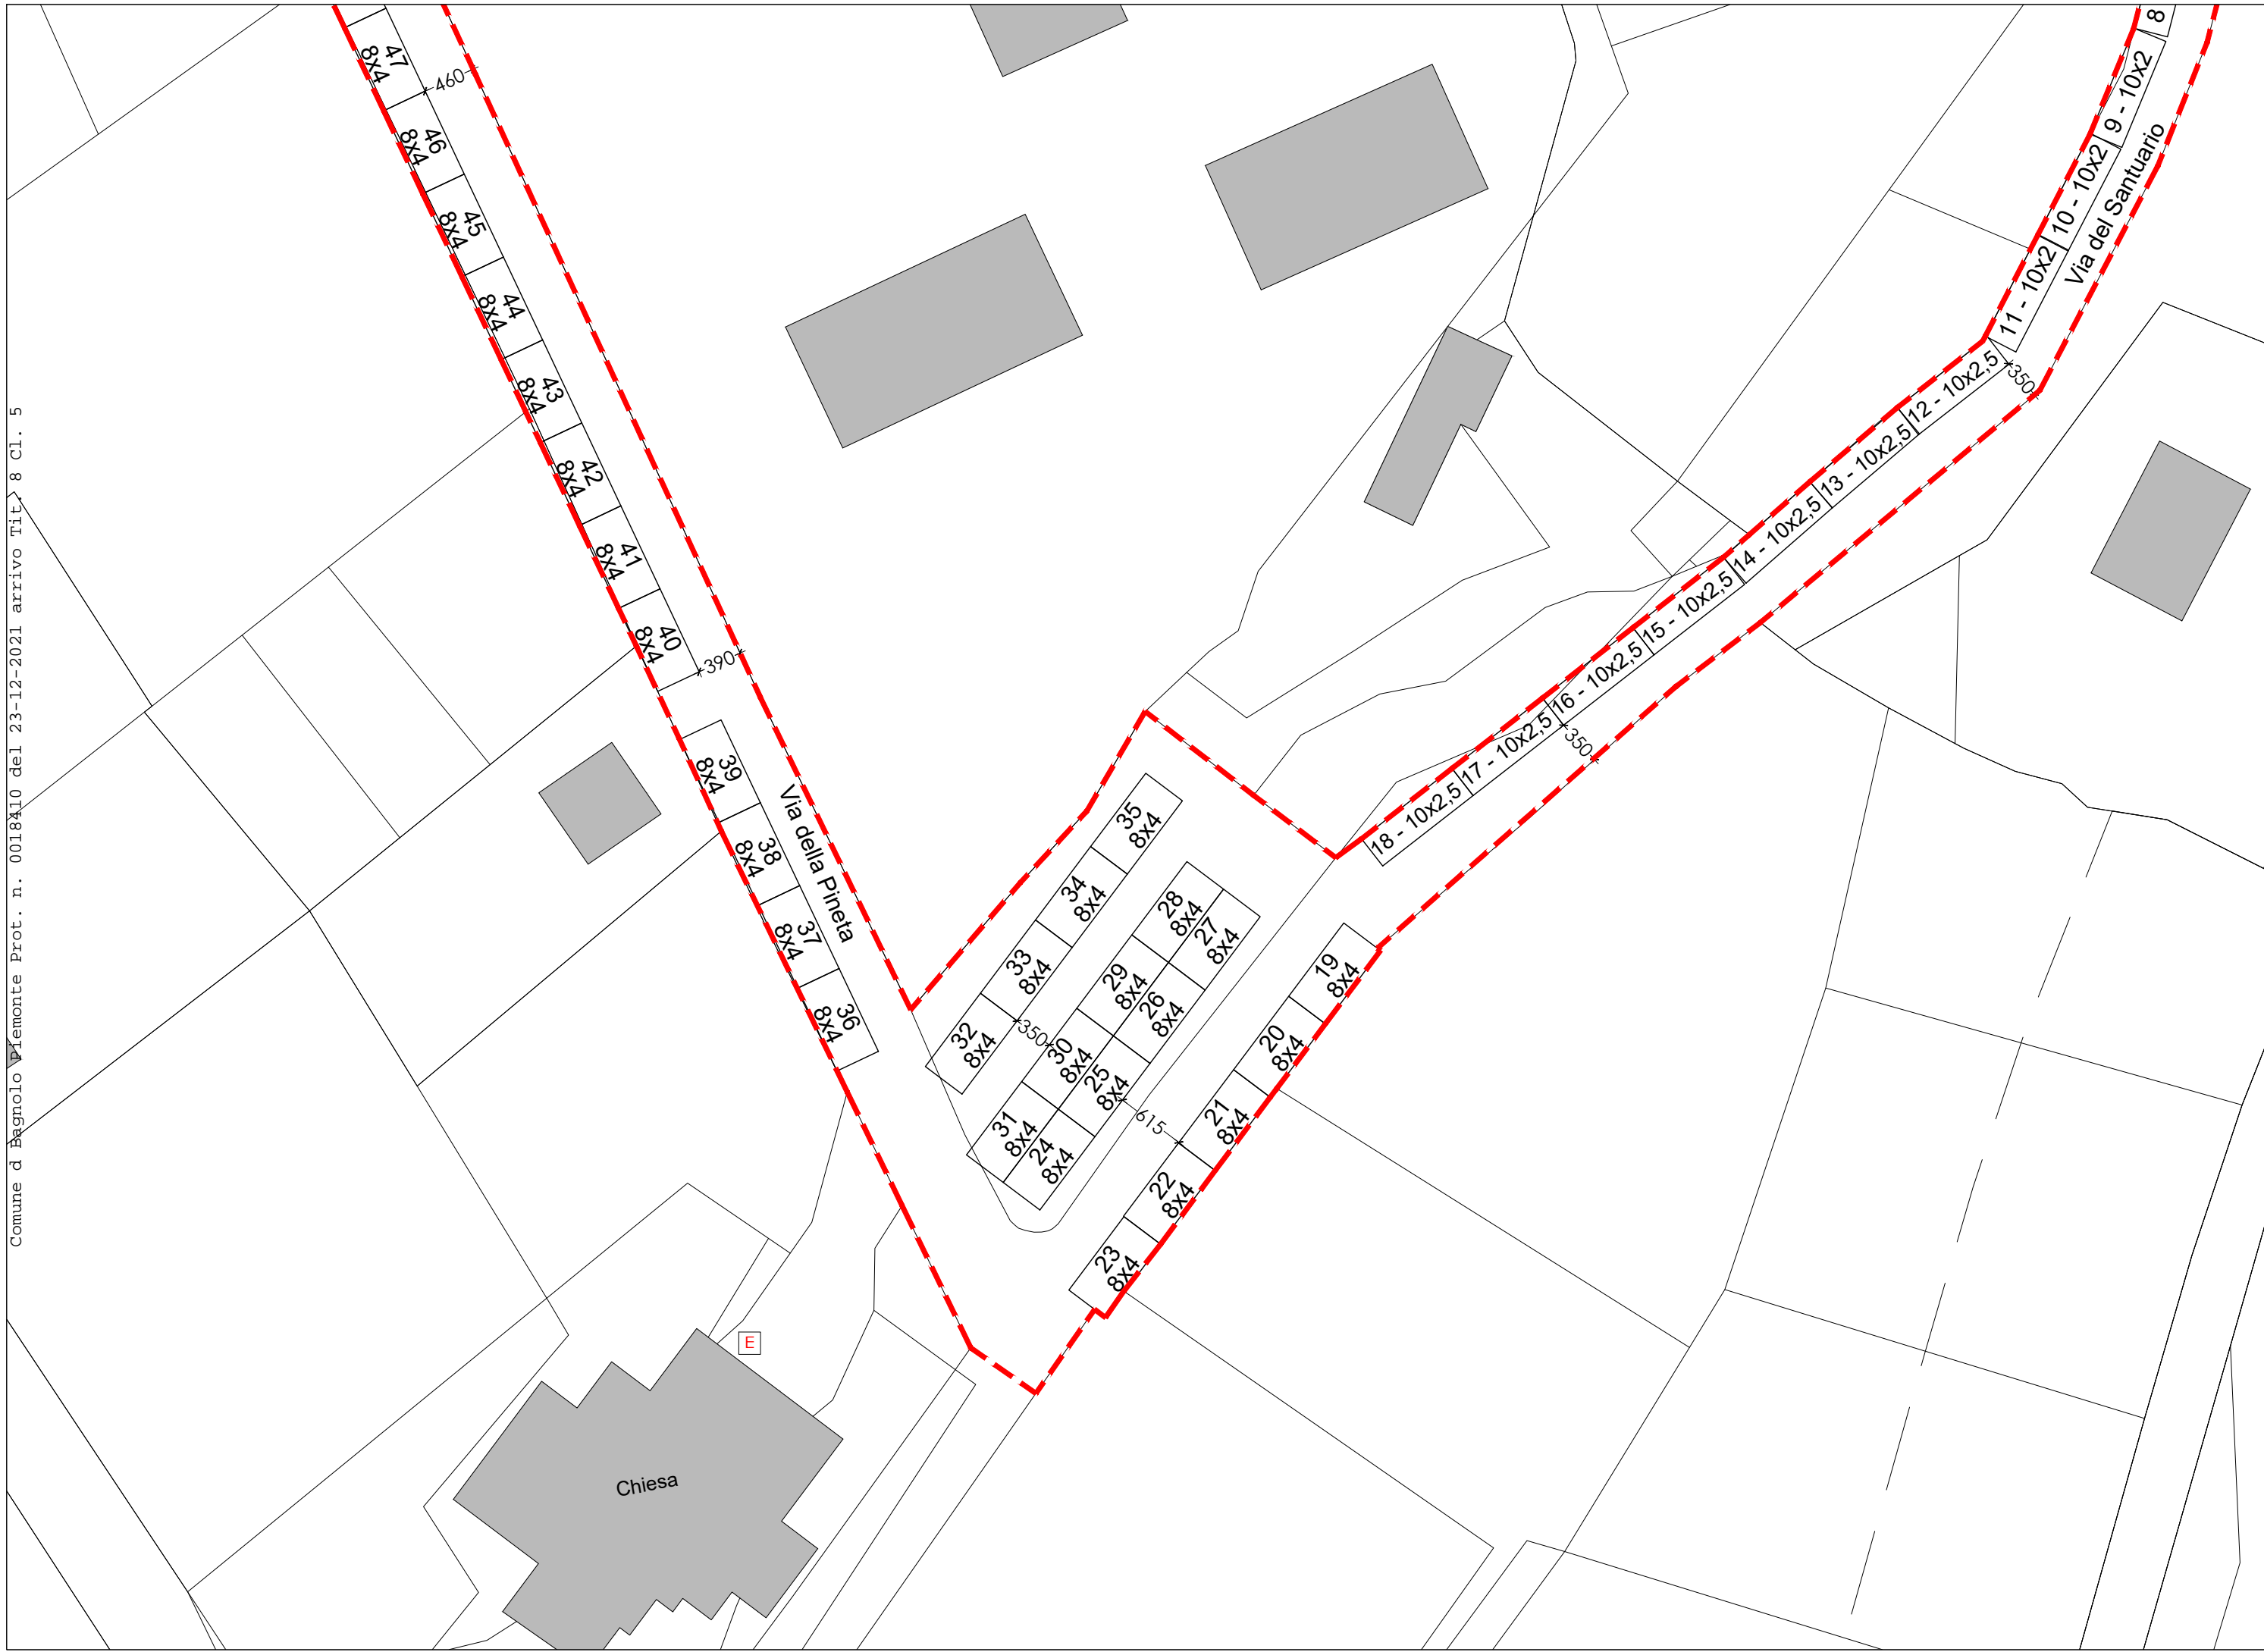 Comune d Bagnolo Piemonte Prot. n. 0018410 del 23-12-2021 arrivo Tit. 8 Cl. 5
47
8x4
460
46
8x4
45
8x4
44
8x4
43
8x4
42
8x4
41
8x4
40
8x4
390
39
8x4
38
8x4
37
8x4
36
8x4
Via della Pineta
8
9 - 10x2
10 - 10x2
11 - 10x2
Via del Santuario
350
12 - 10x2,5
13 - 10x2,5
14 - 10x2,5
15 - 10x2,5
16 - 10x2,5
17 - 10x2,5
18 - 10x2,5
350
35
8x4
34
8x4
33
8x4
32
8x4
350
28
8x4
29
8x4
30
8x4
31
8x4
27
8x4
26
8x4
25
8x4
24
8x4
615
19
8x4
20
8x4
21
8x4
22
8x4
23
8x4
E
Chiesa